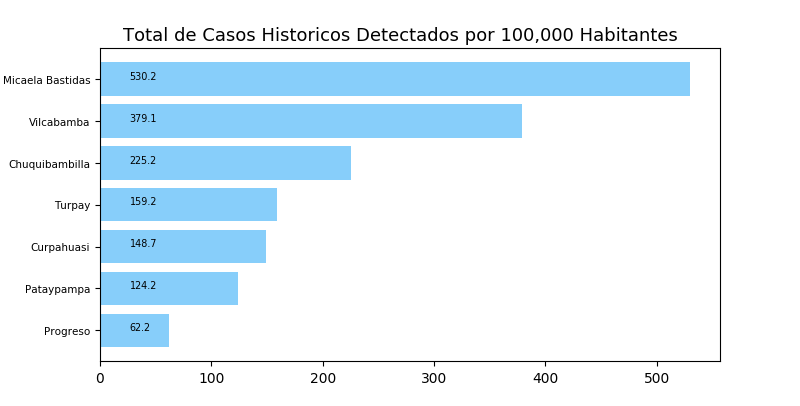 Total de Casos Historicos Detectados por 100,000 Habitantes
Micaela Bastidas 530.2
Vilcabamba 379.1
Chuquibambilla 225.2
Turpay 159.2
Curpahuasi 148.7
Pataypampa 124.2
Progreso 62.2
0 100 200 300 400 500